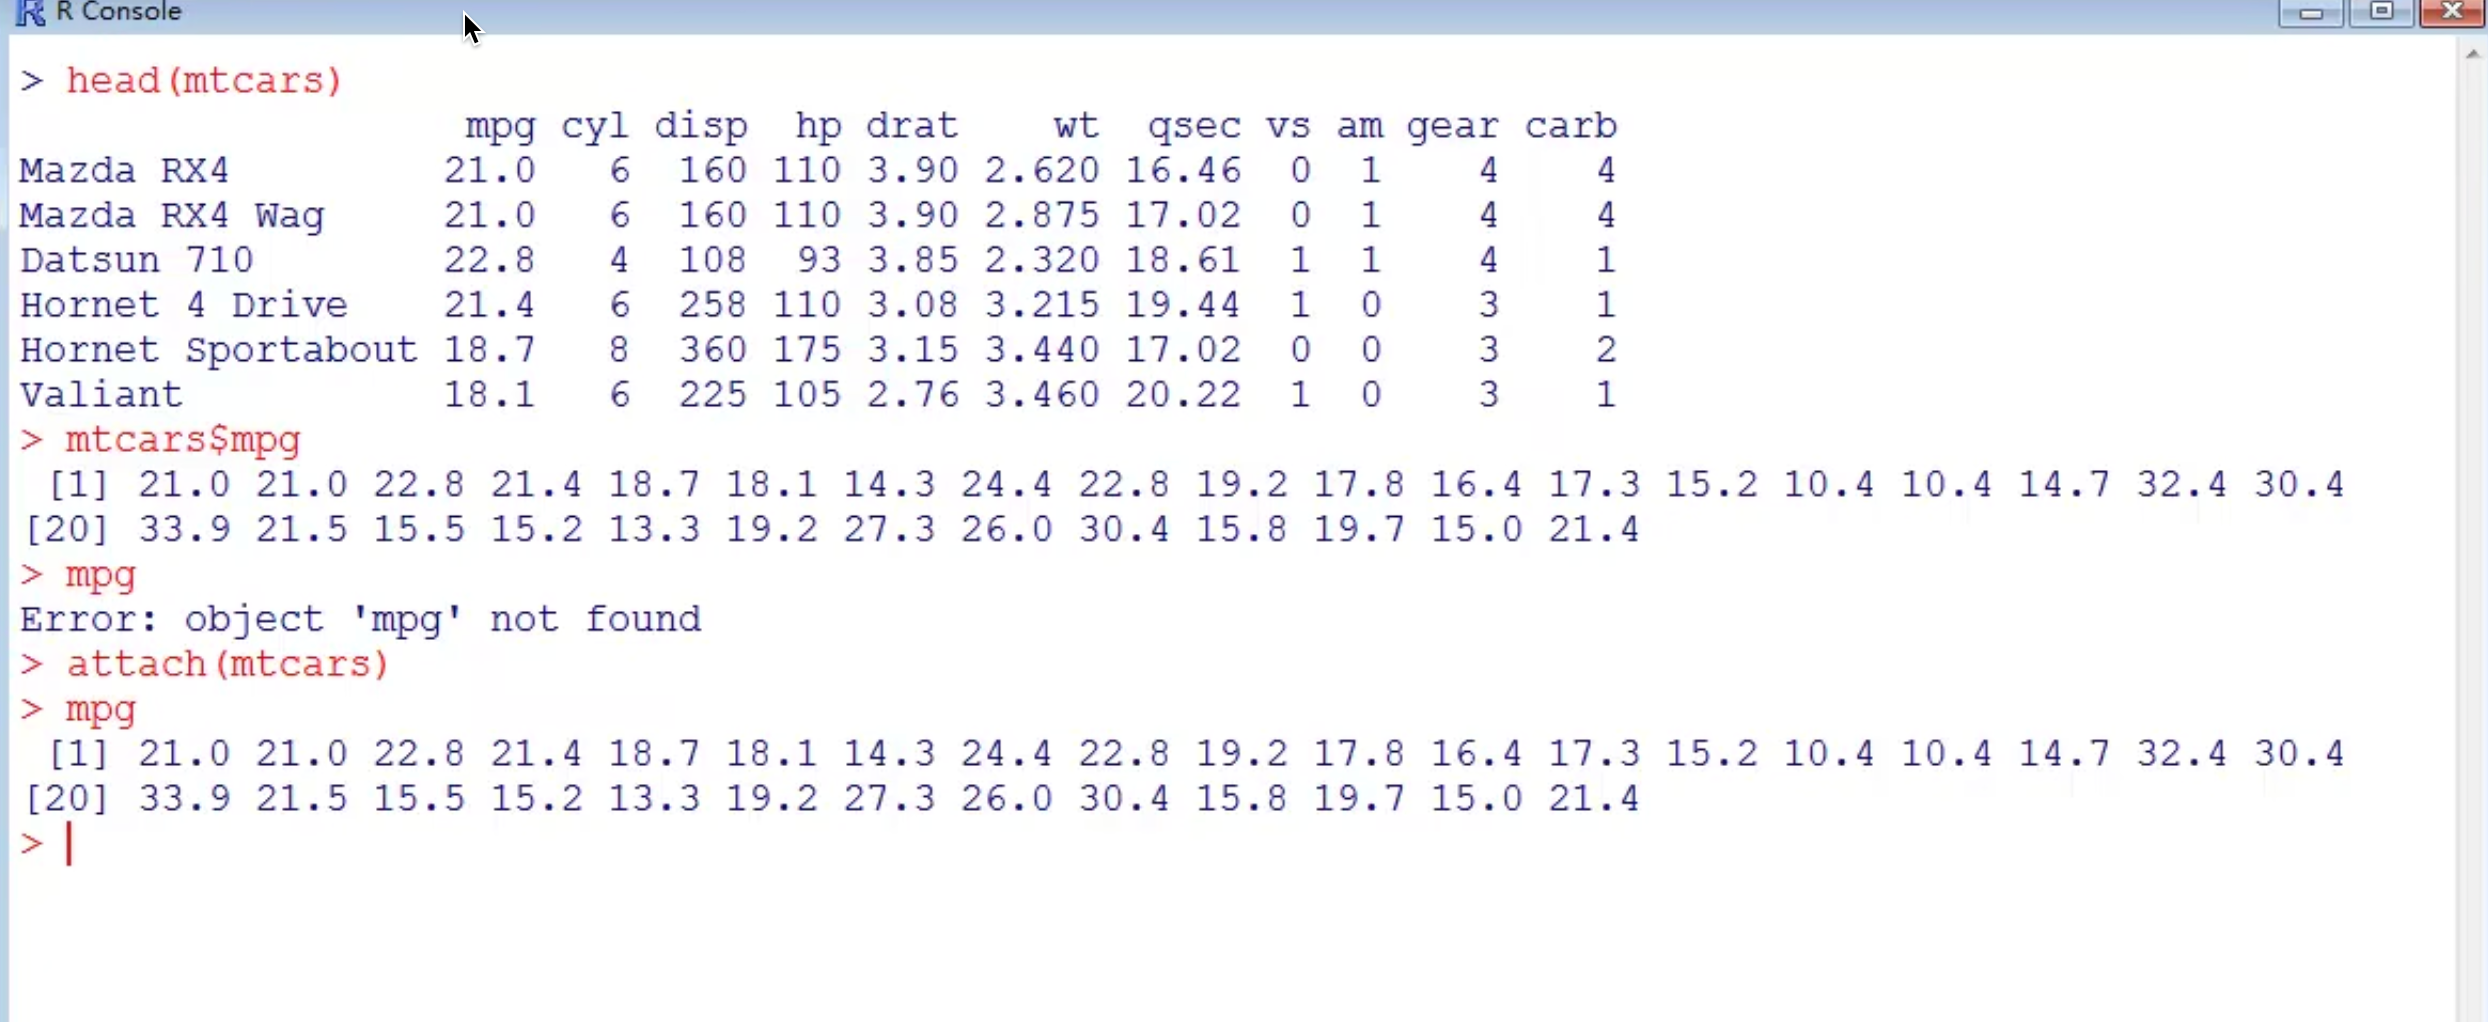 R Console
> head(mtcars)
                   mpg cyl disp  hp drat    wt  qsec vs am gear carb
Mazda RX4         21.0   6  160 110 3.90 2.620 16.46  0  1    4    4
Mazda RX4 Wag     21.0   6  160 110 3.90 2.875 17.02  0  1    4    4
Datsun 710        22.8   4  108  93 3.85 2.320 18.61  1  1    4    1
Hornet 4 Drive    21.4   6  258 110 3.08 3.215 19.44  1  0    3    1
Hornet Sportabout 18.7   8  360 175 3.15 3.440 17.02  0  0    3    2
Valiant           18.1   6  225 105 2.76 3.460 20.22  1  0    3    1
> mtcars$mpg
 [1] 21.0 21.0 22.8 21.4 18.7 18.1 14.3 24.4 22.8 19.2 17.8 16.4 17.3 15.2 10.4 10.4 14.7 32.4 30.4
[20] 33.9 21.5 15.5 15.2 13.3 19.2 27.3 26.0 30.4 15.8 19.7 15.0 21.4
> mpg
Error: object 'mpg' not found
> attach(mtcars)
> mpg
 [1] 21.0 21.0 22.8 21.4 18.7 18.1 14.3 24.4 22.8 19.2 17.8 16.4 17.3 15.2 10.4 10.4 14.7 32.4 30.4
[20] 33.9 21.5 15.5 15.2 13.3 19.2 27.3 26.0 30.4 15.8 19.7 15.0 21.4
>